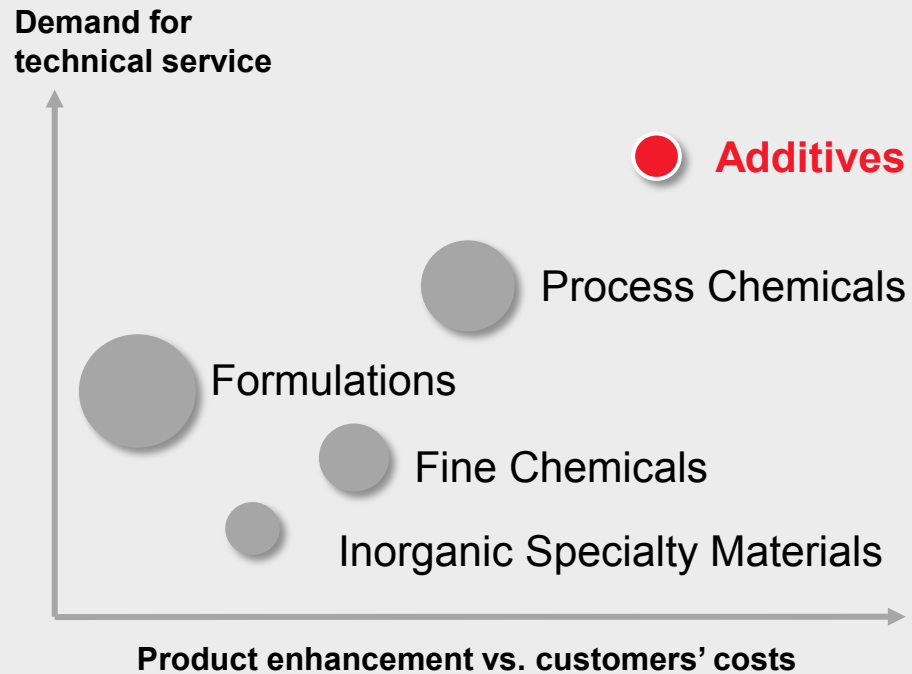 Demand for
technical service
Additives
Process Chemicals
Formulations
Fine Chemicals
Inorganic Specialty Materials
Product enhancement vs. customers’ costs